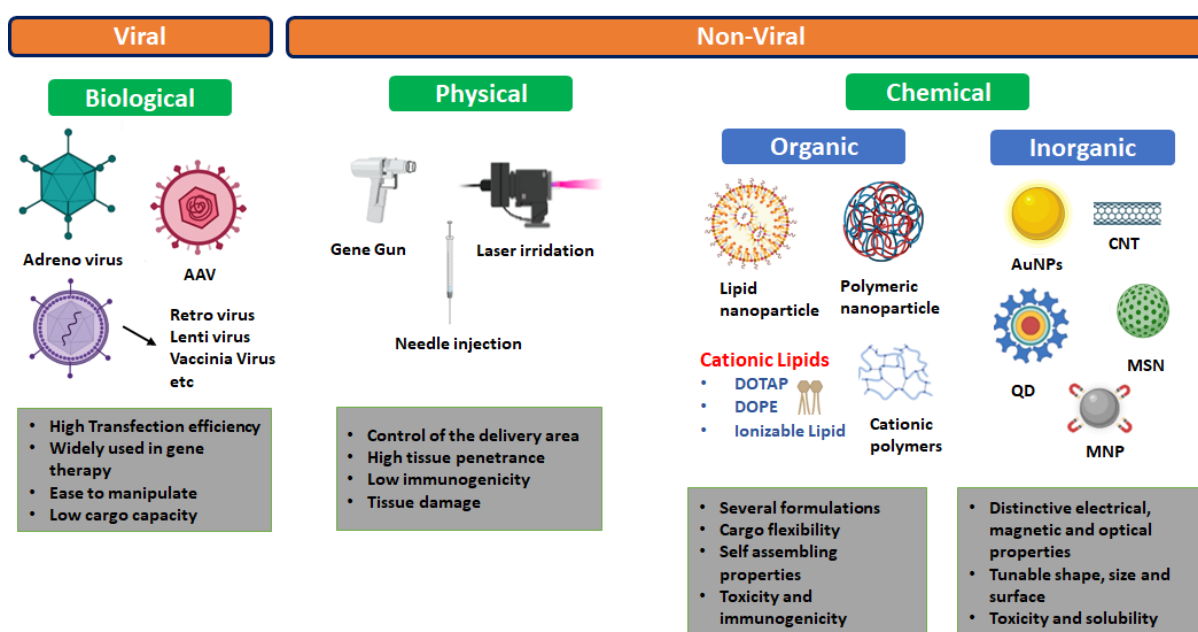 Viral
Non-Viral
Biological
Physical
Chemical
Organic
Inorganic
Adreno virus
AAV
Retro virus
Lenti virus
Vaccinia Virus
etc
• High Transfection efficiency
• Widely used in gene
therapy
• Ease to manipulate
• Low cargo capacity
Gene Gun
Laser irridation
Needle injection
• Control of the delivery area
• High tissue penetrance
• Low immunogenicity
• Tissue damage
Lipid
nanoparticle
Polymeric
nanoparticle
Cationic Lipids
• DOTAP
• DOPE
• Ionizable Lipid
Cationic
polymers
• Several formulations
• Cargo flexibility
• Self assembling
properties
• Toxicity and
immunogenicity
AuNPs
CNT
QD
MSN
MNP
• Distinctive electrical,
magnetic and optical
properties
• Tunable shape, size and
surface
• Toxicity and solubility